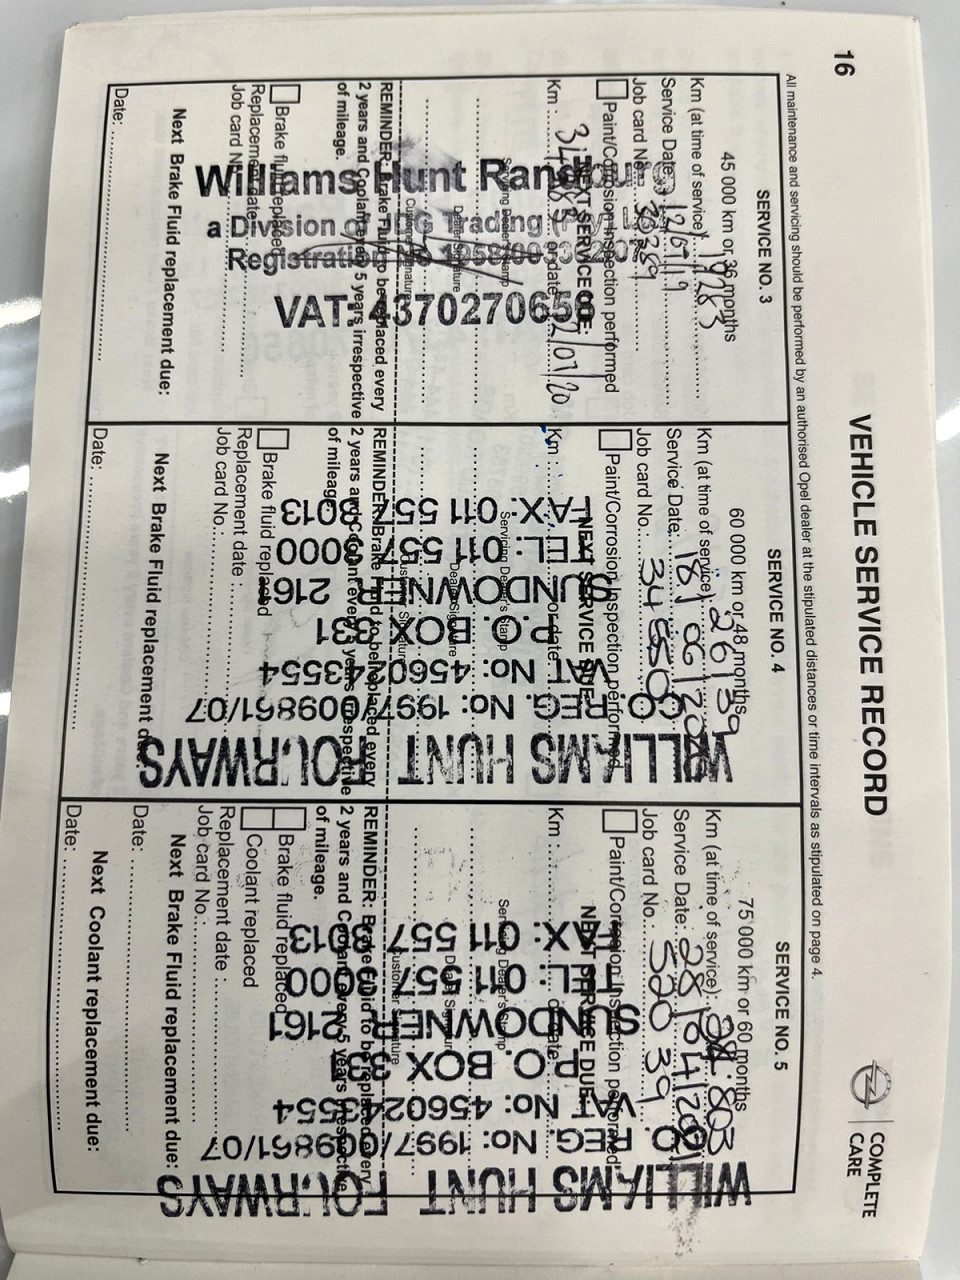 16
VEHICLE SERVICE RECORD
COMPLETE
CARE
All maintenance and servicing should be performed by an authorised Opel dealer at the stipulated distances or time intervals as stipulated on page 4.
SERVICE NO. 3
45 000 km or 36 months
Km (at time of service):
Service Date:
Job card No.:
Paint/Corrosion Inspection performed
NEXT SERVICE DUE:
Km : or date
Servicing Dealer's Stamp
Dealer Signature
Customer Signature
Williams Hunt Randburg
a Division of
Trading
Registration
VAT: 4370270658
REMINDER: Brake Fluid to be replaced every
2 years and Coolant every 5 years irrespective
of mileage.
Brake fluid replaced
Replacement date
Job card No.
Next Brake Fluid replacement due:
Date:
SERVICE NO. 4
60 000 km or 48 months
Km (at time of service): 26139
Service Date: 18/06/
Job card No.:
Paint/Corrosion Inspection performed
NEXT SERVICE DUE:
Km : or date
Servicing Dealer's Stamp
Dealer Signature
Customer Signature
WILLIAMS HUNT FOURWAYS
REG. No: 1997/009861/07
VAT No: 4560243554
P.O. BOX 331
SUNDOWNER 2161
TEL: 011 557 3000
FAX: 011 557 3013
REMINDER: Brake Fluid to be replaced every
2 years and Coolant every 5 years irrespective
of mileage.
Brake fluid replaced
Replacement date :
Job card No.:
Next Brake Fluid replacement due:
Date:
SERVICE NO. 5
75 000 km or 60 months
Km (at time of service):
Service Date: 28/04/2021
Job card No.: 520 39
Paint/Corrosion Inspection performed
NEXT SERVICE DUE:
Km : or date
Servicing Dealer's Stamp
Dealer Signature
Customer Signature
WILLIAMS HUNT FOURWAYS
REG. No: 1997/009861/07
VAT No: 4560243554
P.O. BOX 331
SUNDOWNER 2161
TEL: 011 557 3000
FAX: 011 557 3013
REMINDER: Brake Fluid to be replaced every
2 years and Coolant every 5 years irrespective
of mileage.
Brake fluid replaced
Coolant replaced
Replacement date :
Job card No.:
Next Brake Fluid replacement due:
Date:
Next Coolant replacement due:
Date: